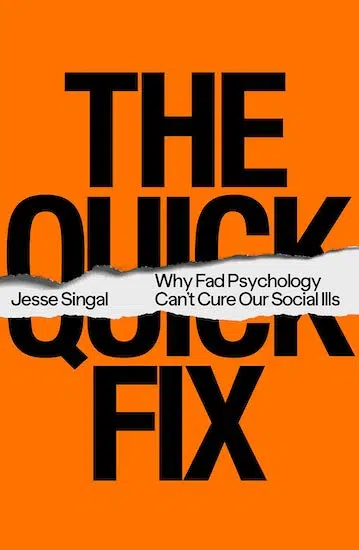 THE
QUICK
Why Fad Psychology
Jesse Singal Can't Cure Our Social Ills
FIX